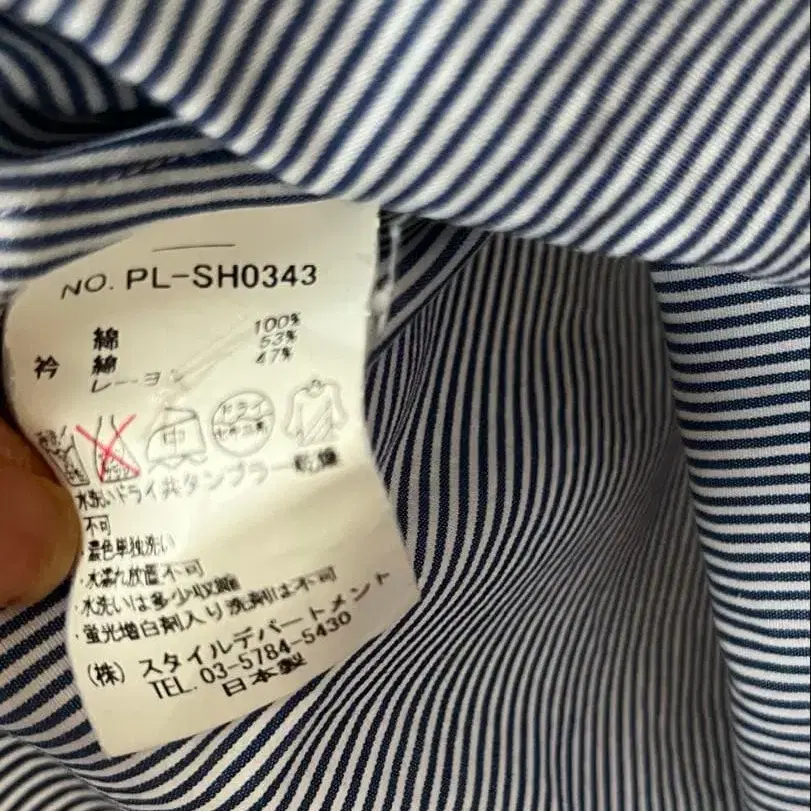 NO. PL-SH0343
綿 100%
衿 綿 53%
レーヨン 47%
中 ドライ セキユ系
水洗いドライ共タンブラー乾燥
不可
・濃色単独洗い
・水濡れ放置不可
・水洗いは多少収縮
・蛍光増白剤入り洗剤は不可
(株) スタイルデパートメント
TEL. 03-5784-5430
日本製